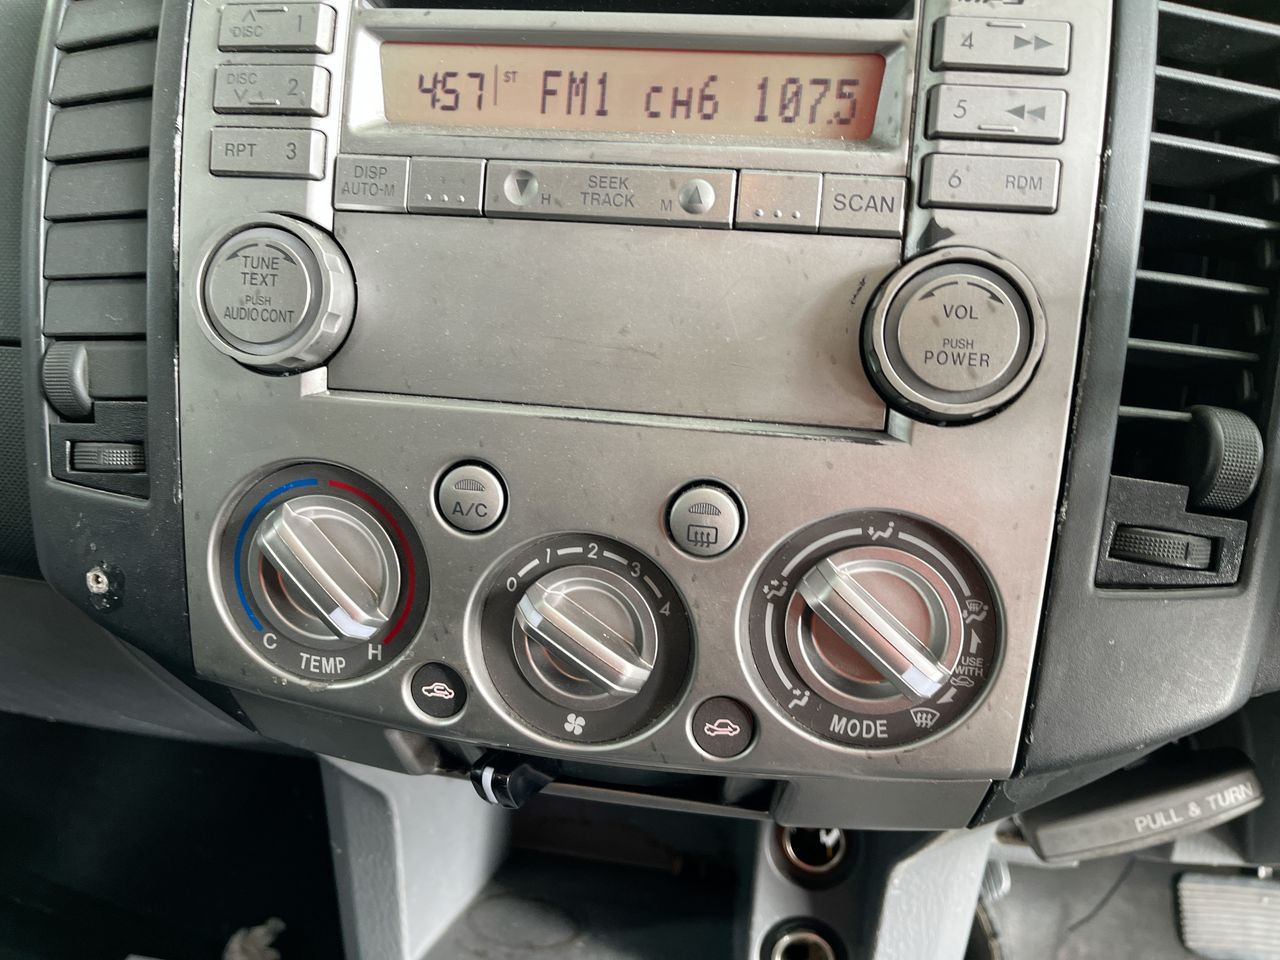 DISC 1
4
457 ST FM1 CH6 107.5
DISC 2
5
RPT 3
DISP
AUTO-M
H
SEEK
TRACK
M
SCAN
6 RDM
TUNE
TEXT
PUSH
AUDIO CONT
VOL
PUSH
POWER
A/C
0 1 2 3 4
C
H
TEMP
USE
WITH
MODE
PULL & TURN